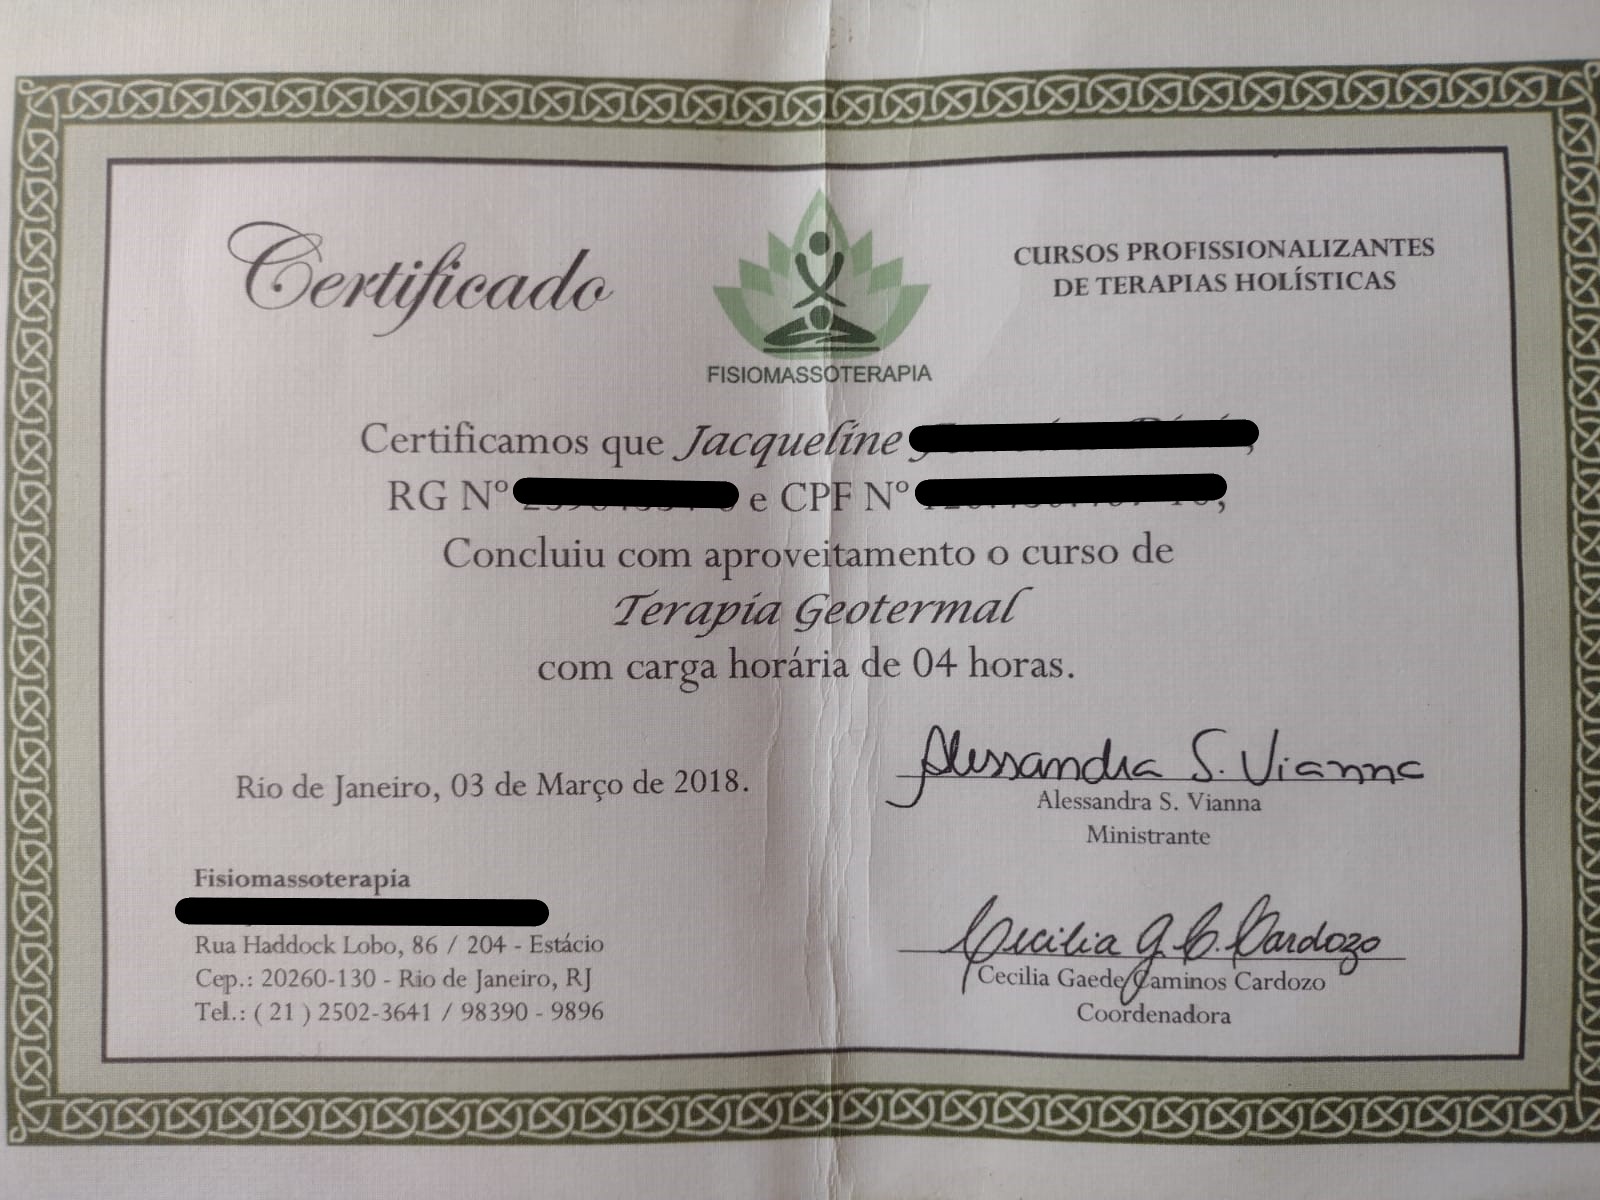 Certificado
FISIOMASSOTERAPIA
CURSOS PROFISSIONALIZANTES
DE TERAPIAS HOLÍSTICAS
Certificamos que Jacqueline
RG Nº e CPF Nº
Concluiu com aproveitamento o curso de
Terapia Geotermal
com carga horária de 04 horas.
Rio de Janeiro, 03 de Março de 2018.
Alessandra S. Vianna
Alessandra S. Vianna
Ministrante
Fisiomassoterapia
Rua Haddock Lobo, 86 / 204 - Estácio
Cep.: 20260-130 - Rio de Janeiro, RJ
Tel.: ( 21 ) 2502-3641 / 98390 - 9896
Cecilia G. C. Cardozo
Cecilia Gaede Caminos Cardozo
Coordenadora